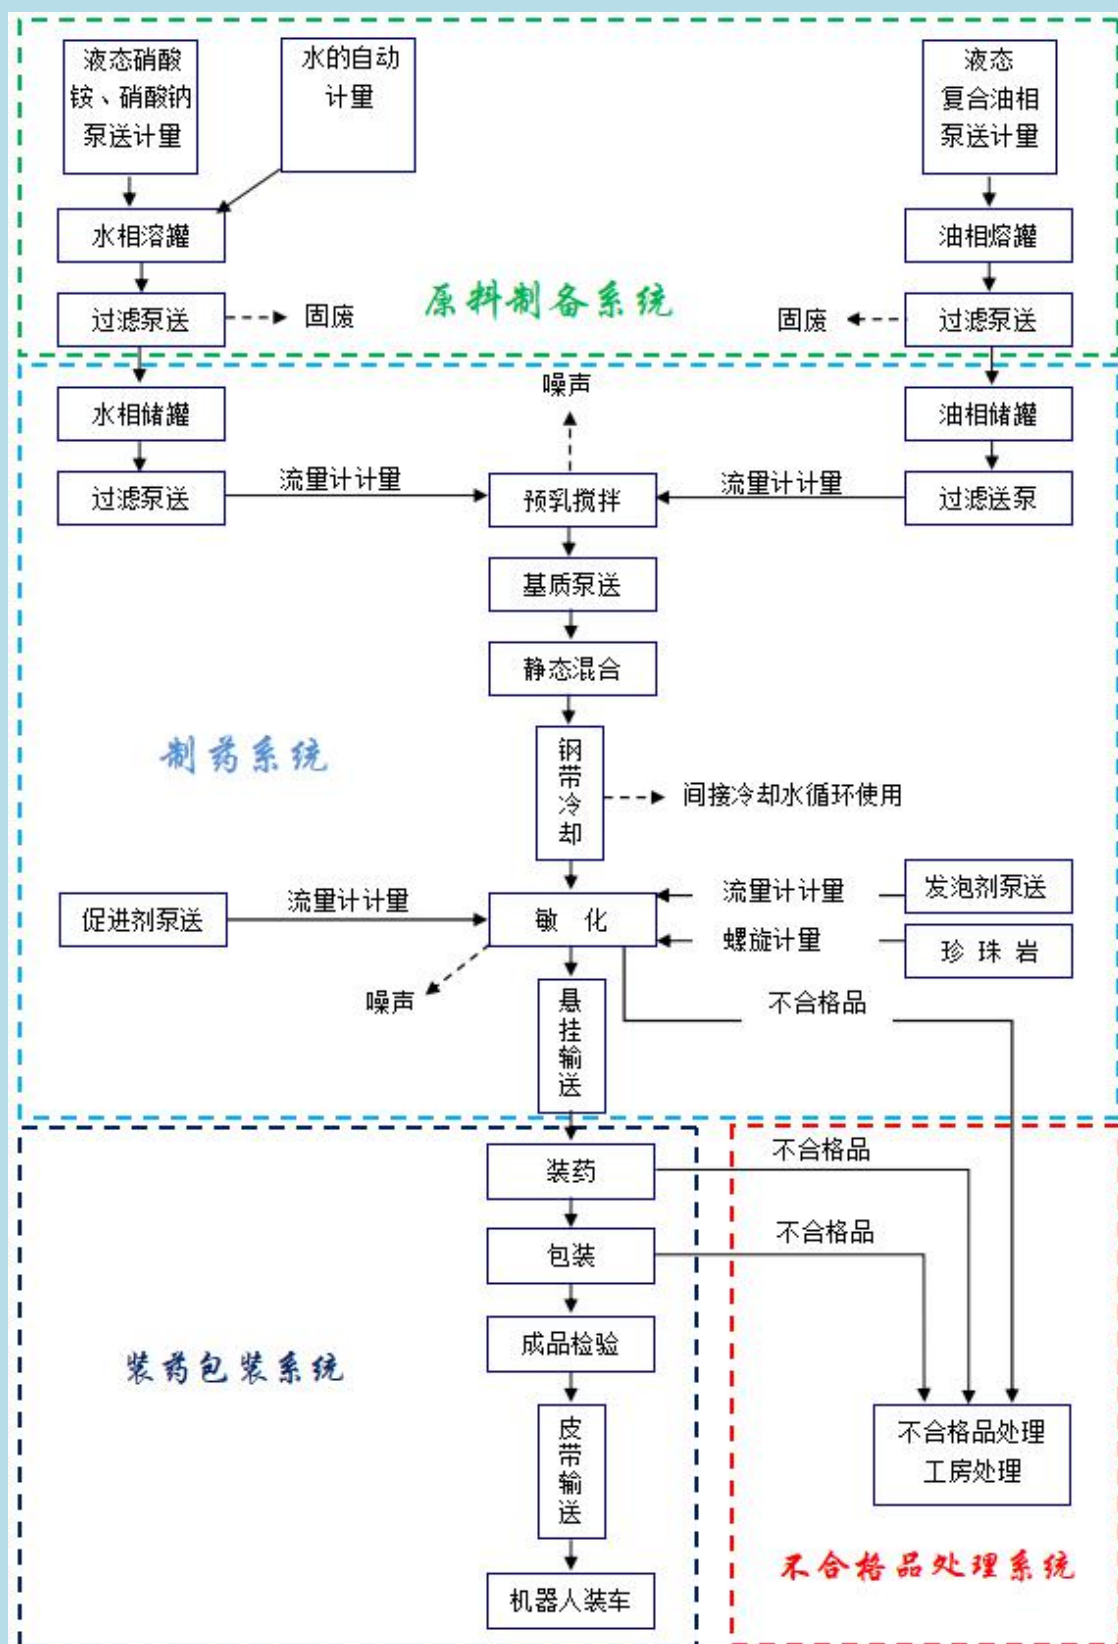 液态硝酸
铵、硝酸钠
泵送计量
水的自动
计量
液态
复合油相
泵送计量
水相溶罐
油相熔罐
过滤泵送
固废
原料制备系统
固废
过滤泵送
噪声
水相储罐
油相储罐
过滤泵送
流量计计量
预乳搅拌
流量计计量
过滤送泵
基质泵送
静态混合
制药系统
钢
带
冷
却
间接冷却水循环使用
促进剂泵送
流量计计量
敏 化
流量计计量
发泡剂泵送
螺旋计量
珍 珠 岩
噪声
悬
挂
输
送
不合格品
装药
不合格品
包装
不合格品
成品检验
装药包装系统
皮
带
输
送
不合格品处理
工房处理
机器人装车
不合格品处理系统